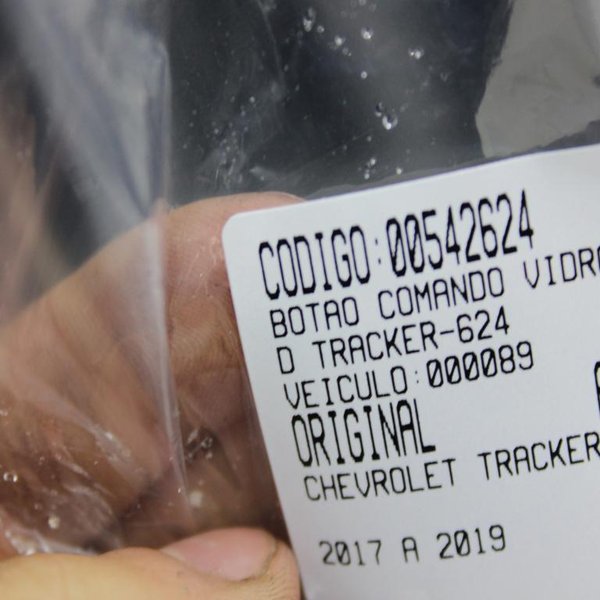 CODIGO:00542624
BOTAO COMANDO VIDRO
D TRACKER-624
VEICULO:000089
ORIGINAL
CHEVROLET TRACKER
2017 A 2019